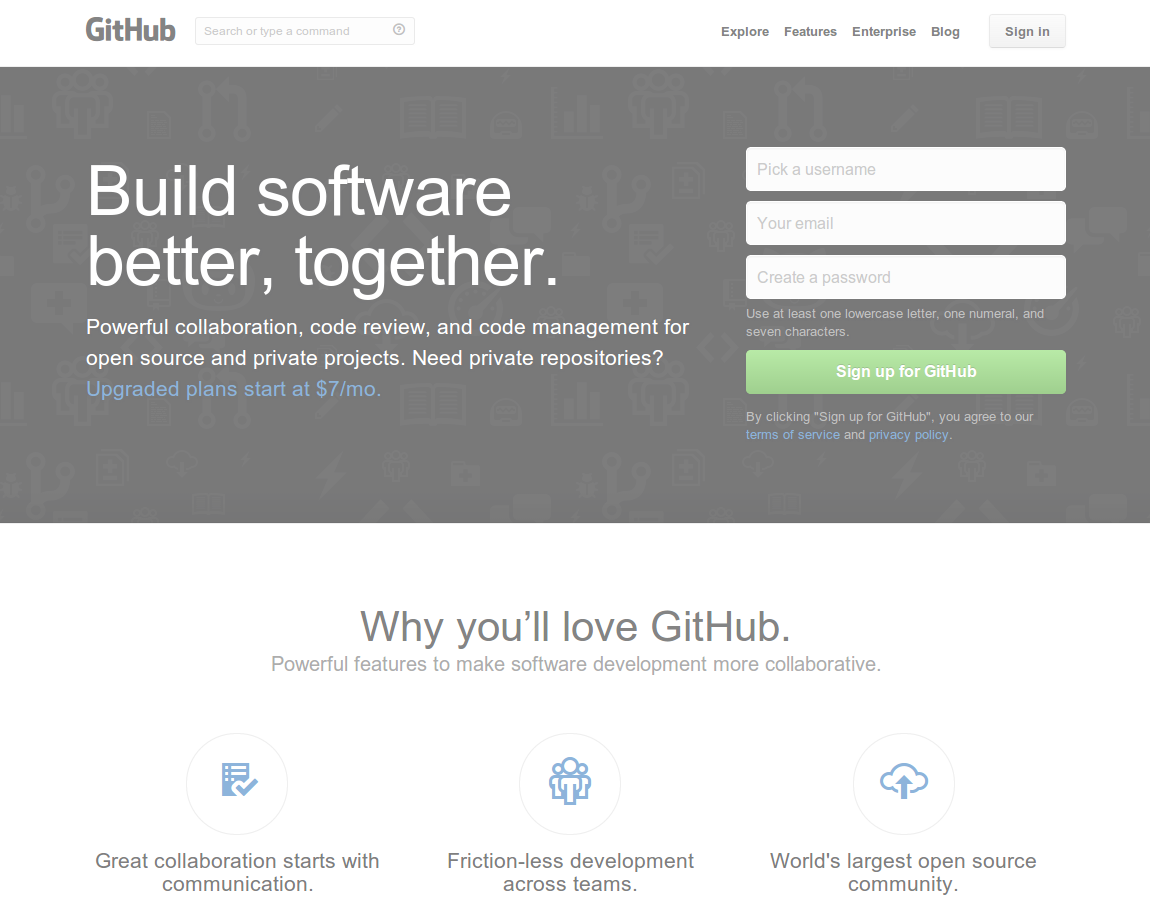 GitHub
Search or type a command
Explore Features Enterprise Blog Sign in
Build software
better, together.
Powerful collaboration, code review, and code management for
open source and private projects. Need private repositories?
Upgraded plans start at $7/mo.
Pick a username
Your email
Create a password
Use at least one lowercase letter, one numeral, and
seven characters.
Sign up for GitHub
By clicking "Sign up for GitHub", you agree to our
terms of service and privacy policy.
Why you’ll love GitHub.
Powerful features to make software development more collaborative.
Great collaboration starts with
communication.
Friction-less development
across teams.
World's largest open source
community.